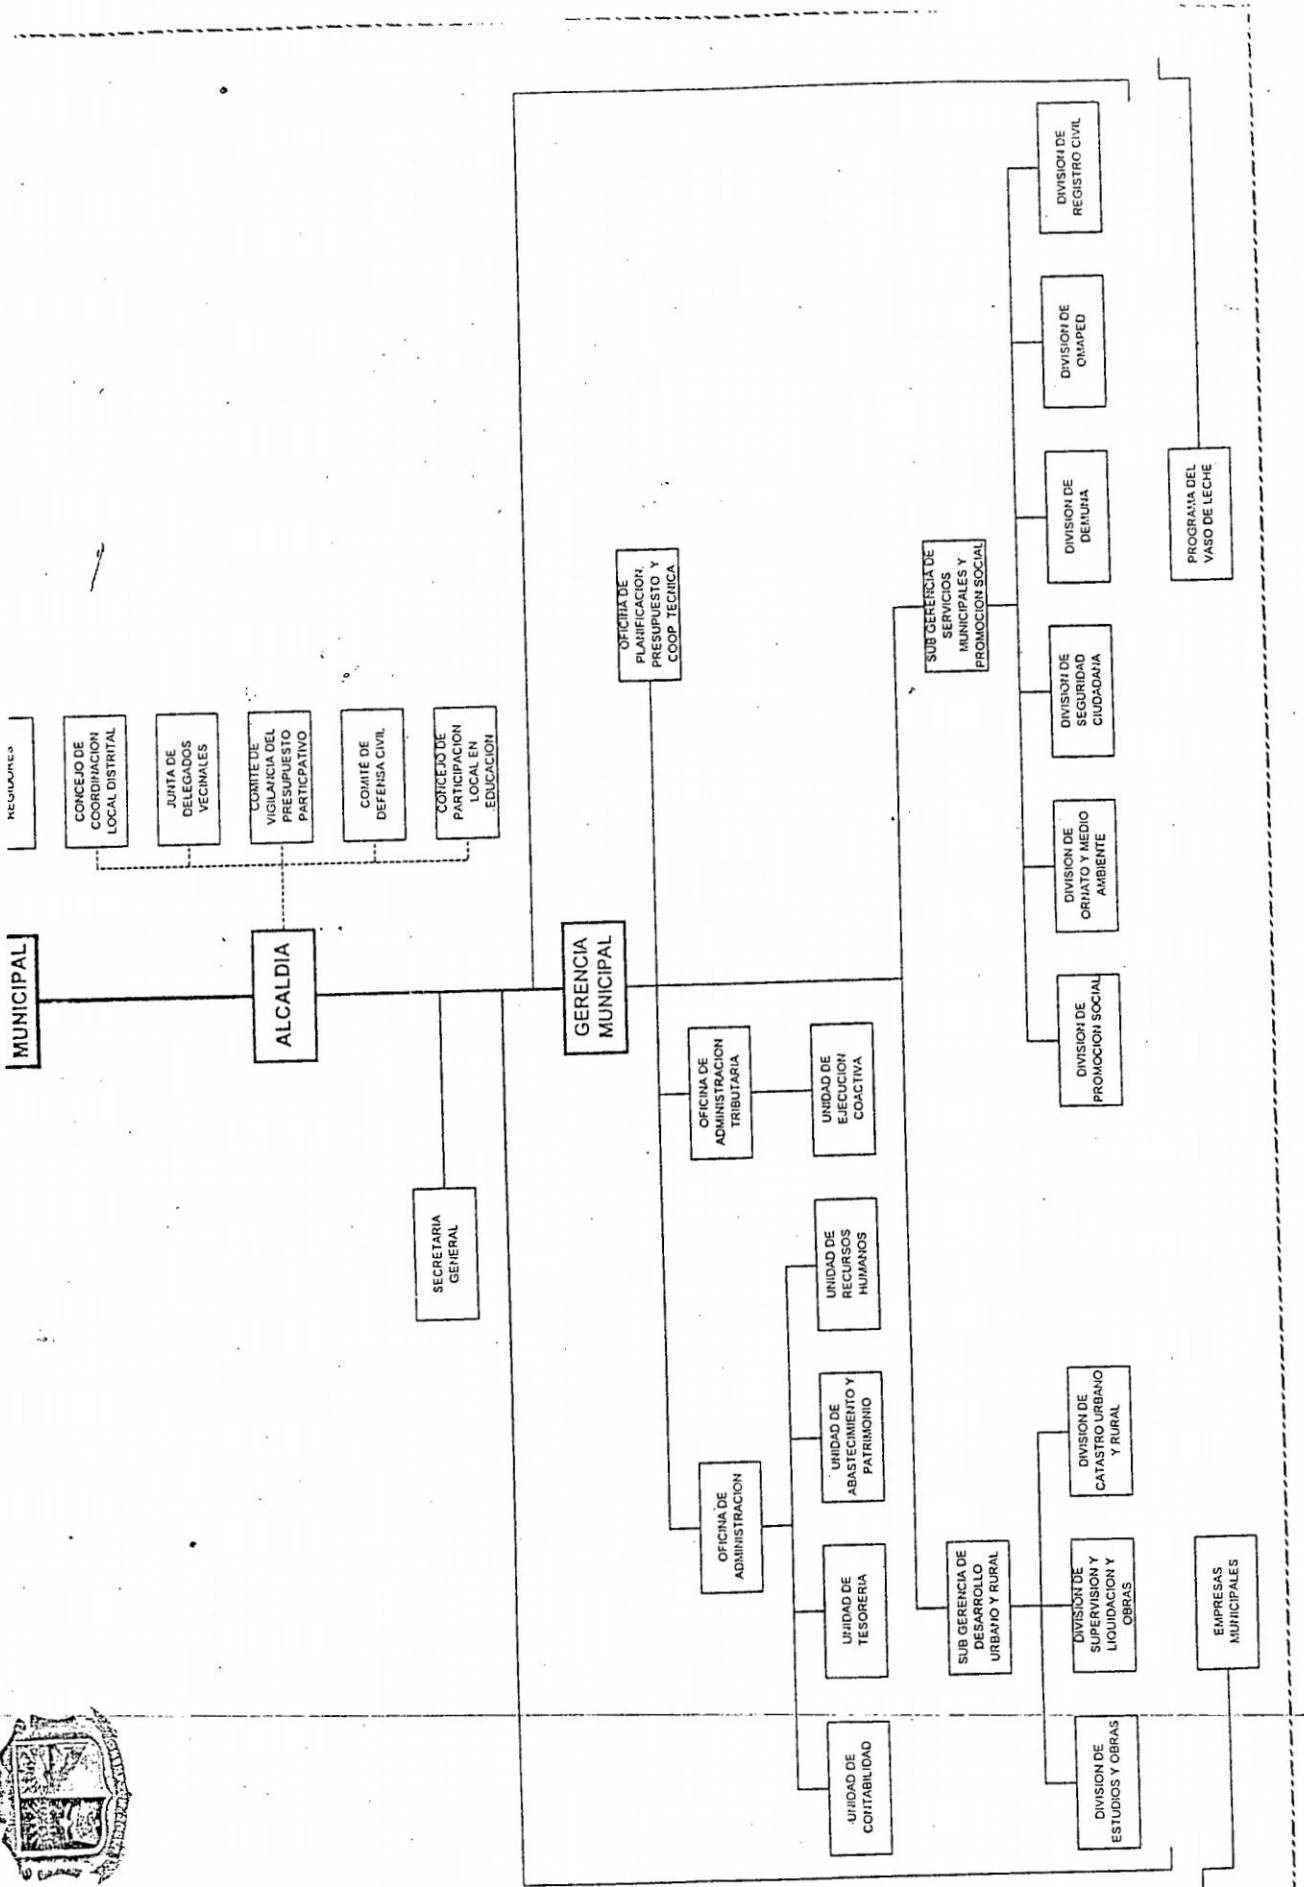 MUNICIPAL
REGIDORES
ALCALDIA
CONCEJO DE
COORDINACION
LOCAL DISTRITAL
JUNTA DE
DELEGADOS
VECINALES
COMITE DE
VIGILANCIA DEL
PRESUPUESTO
PARTICPATIVO
COMITÉ DE
DEFENSA CIVIL
CONCEJO DE
PARTICIPACION
LOCAL EN
EDUCACION
SECRETARIA
GENERAL
GERENCIA
MUNICIPAL
OFICINA DE
PLANIFICACION,
PRESUPUESTO Y
COOP TECNICA
OFICINA DE
ADMINISTRACION
OFICINA DE
ADMINISTRACION
TRIBUTARIA
UNIDAD DE
CONTABILIDAD
UNIDAD DE
TESORERIA
UNIDAD DE
ABASTECIMIENTO Y
PATRIMONIO
UNIDAD DE
RECURSOS
HUMANOS
UNIDAD DE
EJECUCION
COACTIVA
SUB GERENCIA DE
DESARROLLO
URBANO Y RURAL
SUB GERENCIA DE
SERVICIOS
MUNICIPALES Y
PROMOCION SOCIAL
DIVISION DE
ESTUDIOS Y OBRAS
DIVISION DE
SUPERVISION Y
LIQUIDACION Y
OBRAS
DIVISION DE
CATASTRO URBANO
Y RURAL
DIVISION DE
PROMOCION SOCIAL
DIVISION DE
ORNATO Y MEDIO
AMBIENTE
DIVISION DE
SEGURIDAD
CIUDADANA
DIVISION DE
DEMUNA
DIVISION DE
OMAPED
DIVISION DE
REGISTRO CIVIL
EMPRESAS
MUNICIPALES
PROGRAMA DEL
VASO DE LECHE